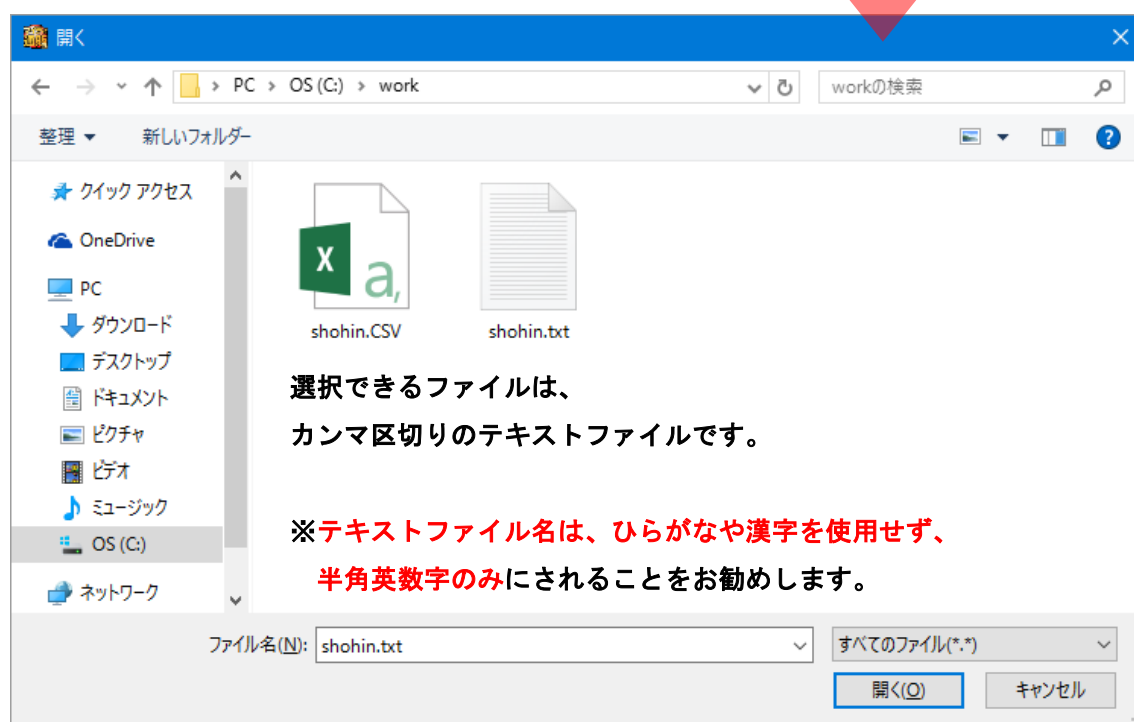 開く
PC > OS (C:) > work
workの検索
整理
新しいフォルダー
クイック アクセス
OneDrive
PC
ダウンロード
デスクトップ
ドキュメント
ピクチャ
ビデオ
ミュージック
OS (C:)
ネットワーク
X a,
shohin.CSV
shohin.txt
選択できるファイルは、
カンマ区切りのテキストファイルです。
※テキストファイル名は、ひらがなや漢字を使用せず、
半角英数字のみにされることをお勧めします。
ファイル名(N): shohin.txt
すべてのファイル(*.*)
開く(O)
キャンセル